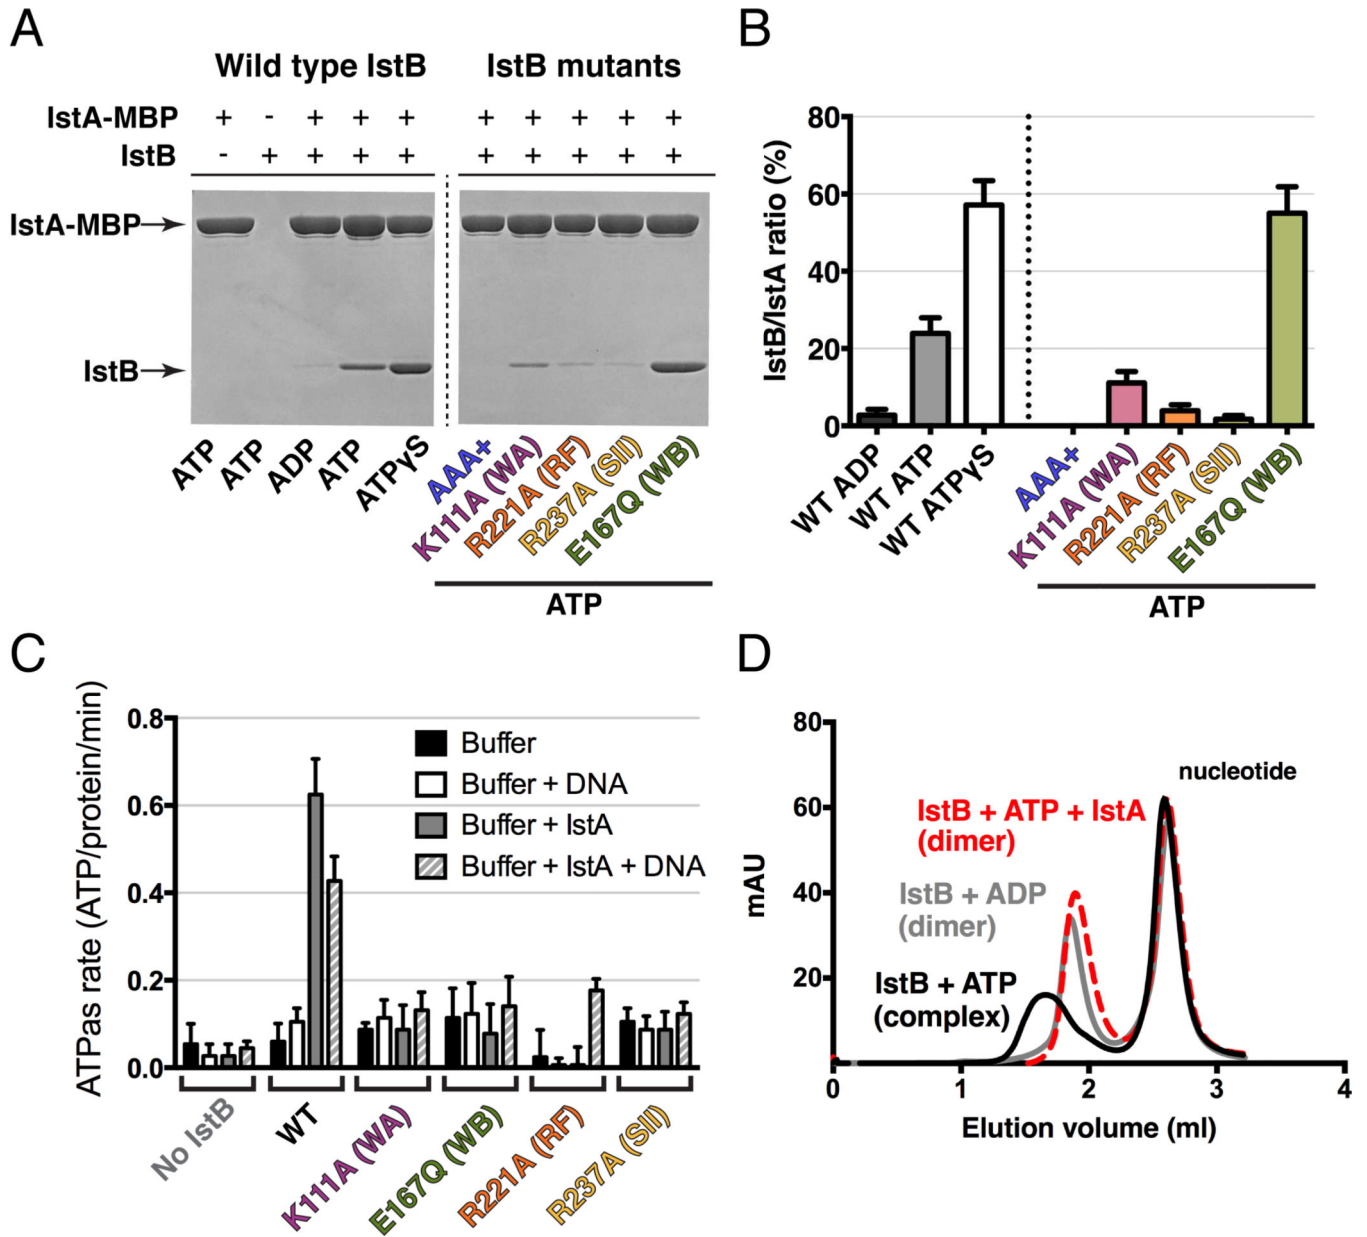 A
Wild type IstB
IstB mutants
IstA-MBP + - + + + + + + + +
IstB - + + + + + + + + +
IstA-MBP
IstB
ATP
ATP
ADP
ATP
ATPγS
AAA+
K111A (WA)
R221A (RF)
R237A (SII)
E167Q (WB)
ATP
B
IstB/IstA ratio (%)
80
60
40
20
0
WT ADP
WT ATP
WT ATPγS
AAA+
K111A (WA)
R221A (RF)
R237A (SII)
E167Q (WB)
ATP
C
ATPas rate (ATP/protein/min)
0.8
0.6
0.4
0.2
0.0
Buffer
Buffer + DNA
Buffer + IstA
Buffer + IstA + DNA
No IstB
WT
K111A (WA)
E167Q (WB)
R221A (RF)
R237A (SII)
D
mAU
80
60
40
20
nucleotide
IstB + ATP + IstA
(dimer)
IstB + ADP
(dimer)
IstB + ATP
(complex)
0 1 2 3 4
Elution volume (ml)